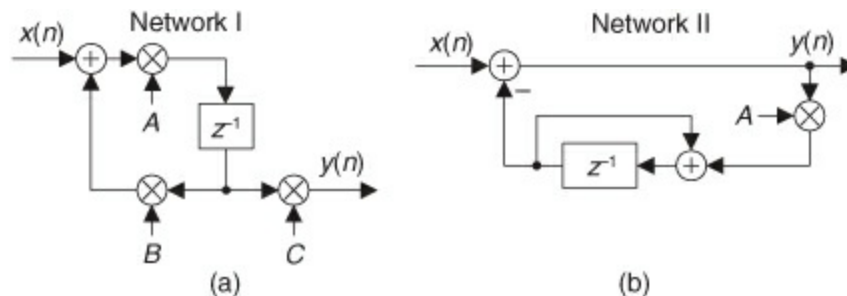 Network I
x(n)
A
z⁻¹
y(n)
B
C
(a)
Network II
x(n)
y(n)
–
A
z⁻¹
(b)